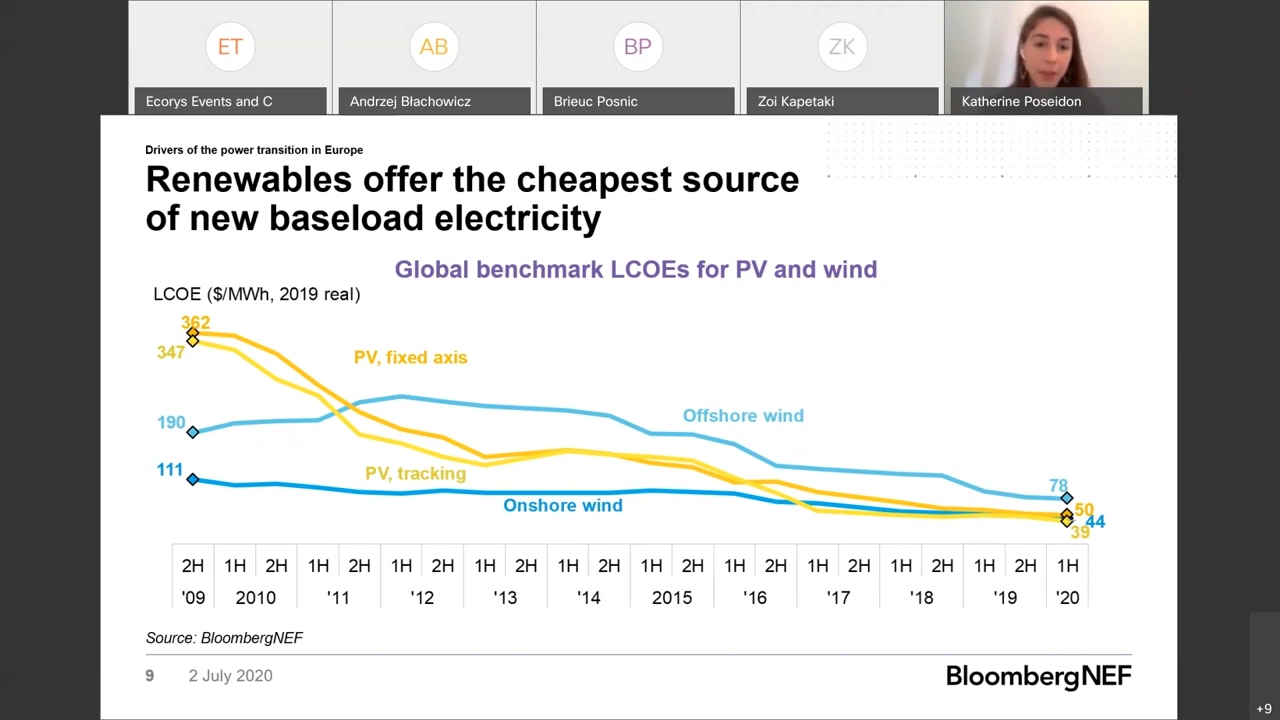 ET
AB
BP
ZK
Ecorys Events and C
Andrzej Błachowicz
Brieuc Posnic
Zoi Kapetaki
Katherine Poseidon
Drivers of the power transition in Europe
Renewables offer the cheapest source
of new baseload electricity
Global benchmark LCOEs for PV and wind
LCOE ($/MWh, 2019 real)
362
347
PV, fixed axis
190
Offshore wind
111
PV, tracking
Onshore wind
78
50
44
39
2H 1H 2H 1H 2H 1H 2H 1H 2H 1H 2H 1H 2H 1H 2H 1H 2H 1H 2H 1H 2H 1H
'09 2010 '11 '12 '13 '14 2015 '16 '17 '18 '19 '20
Source: BloombergNEF
9 2 July 2020
BloombergNEF
+9